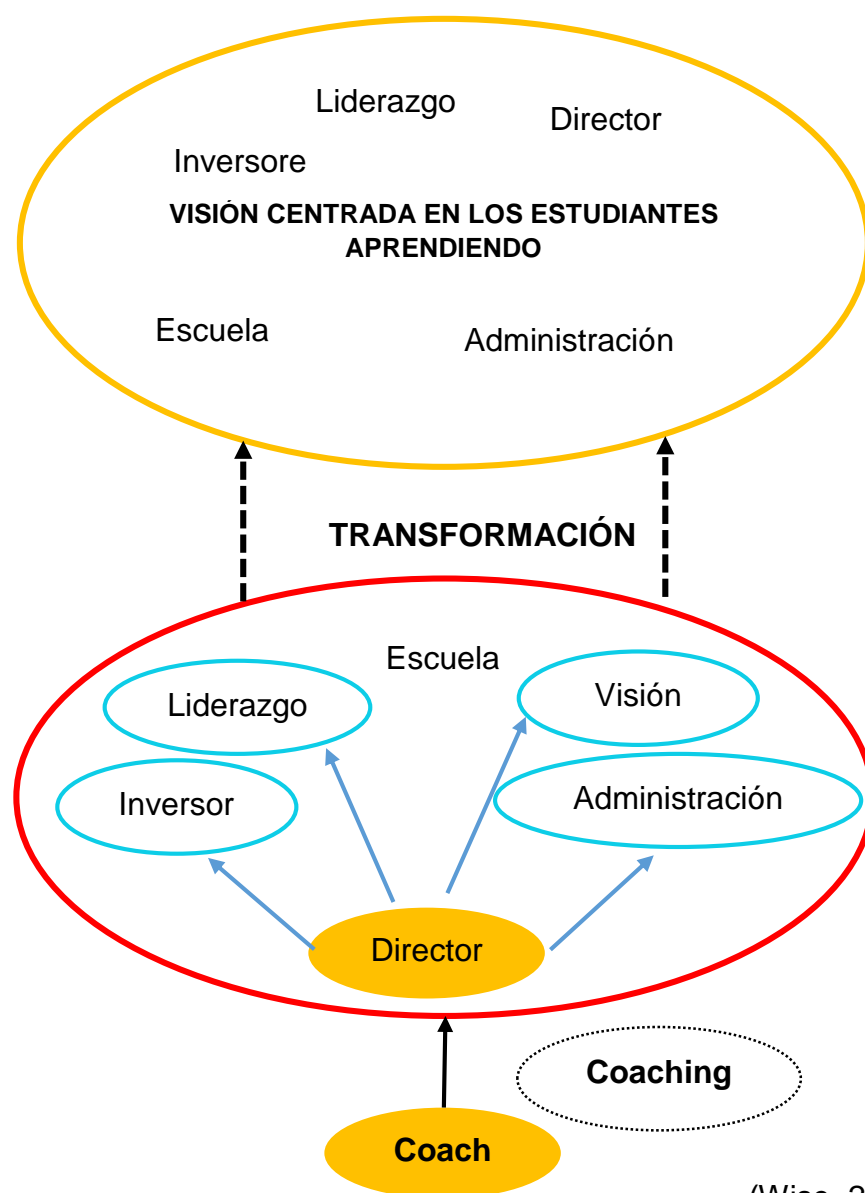 Liderazgo
Director
Inversore
VISIÓN CENTRADA EN LOS ESTUDIANTES
APRENDIENDO
Escuela
Administración
TRANSFORMACIÓN
Escuela
Liderazgo
Visión
Inversor
Administración
Director
Coaching
Coach